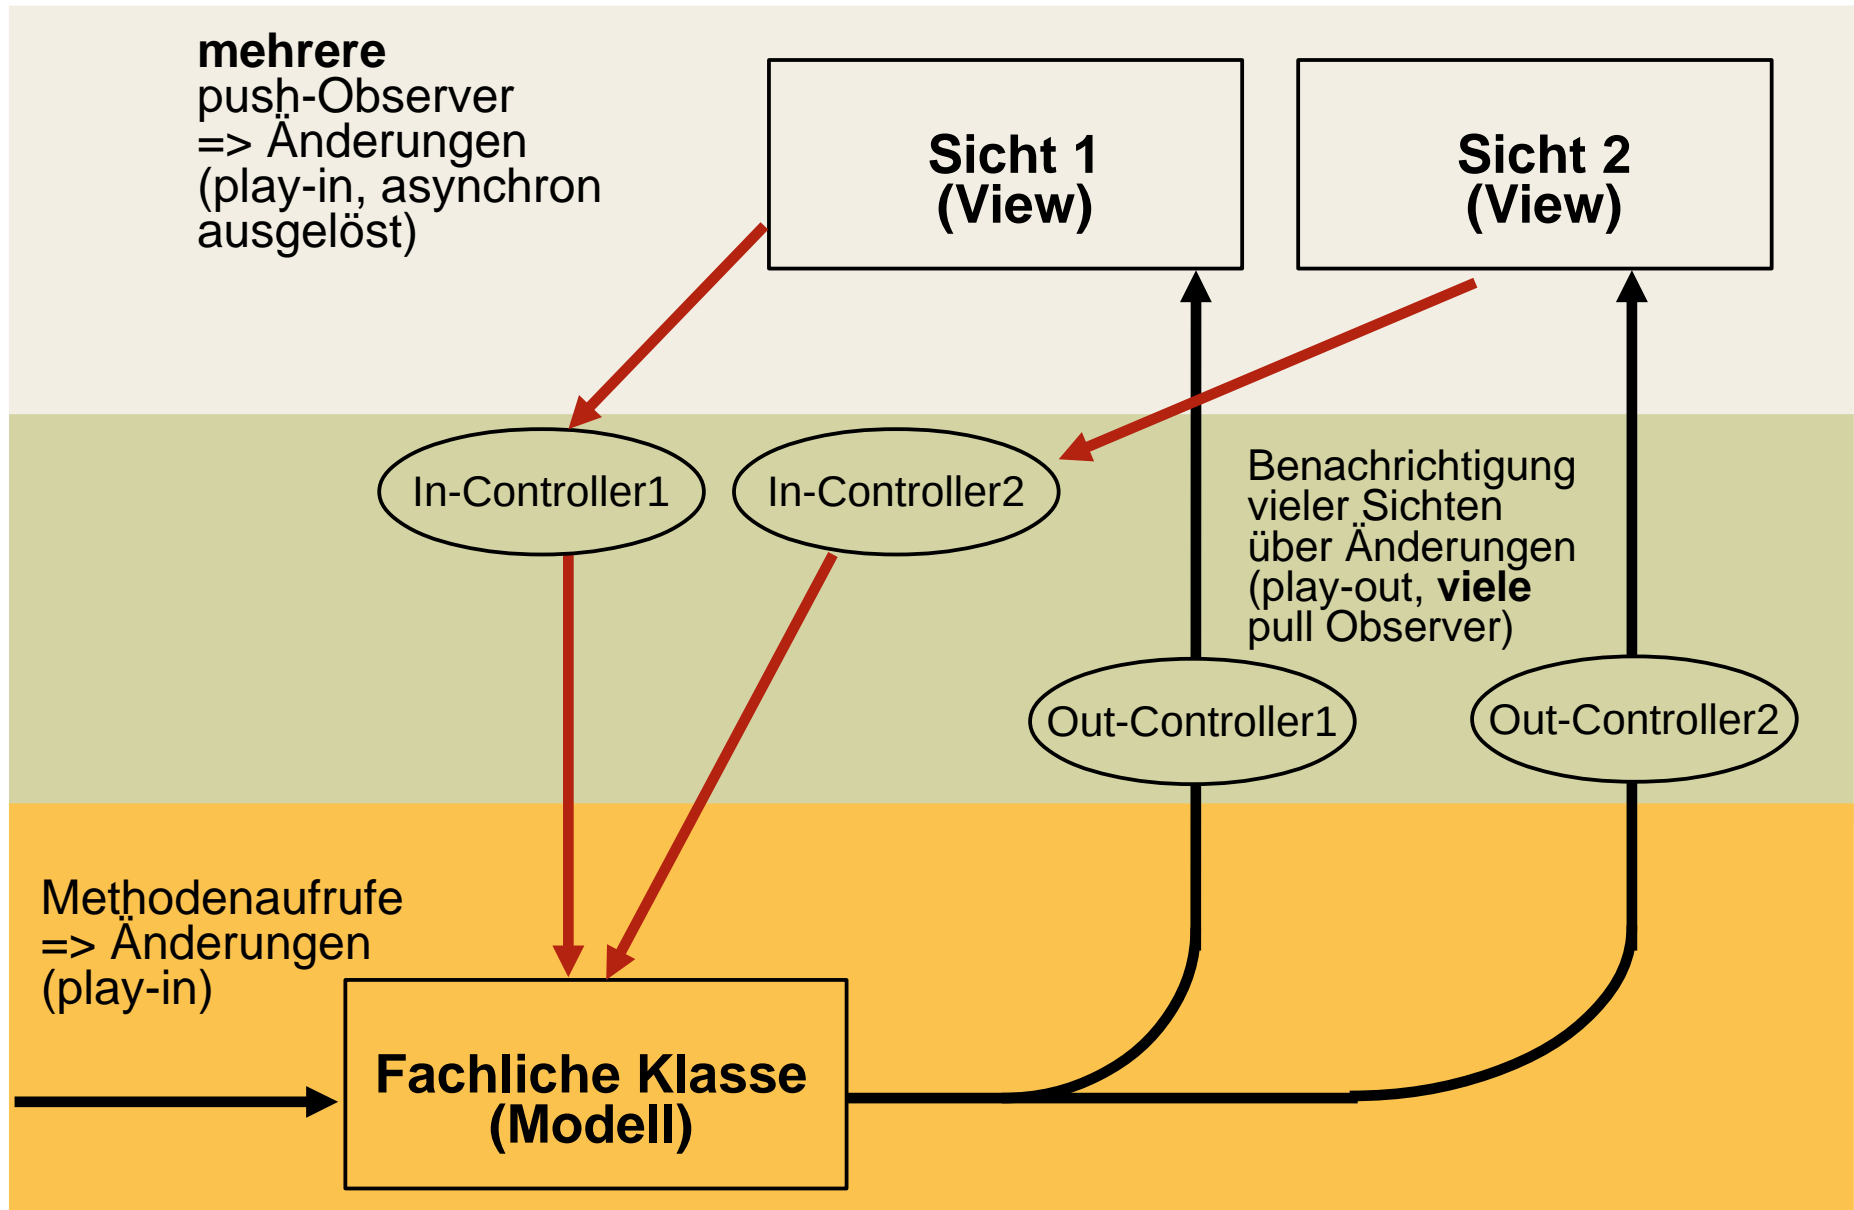 mehrere
push-Observer
=> Änderungen
(play-in, asynchron
ausgelöst)
Sicht 1
(View)
Sicht 2
(View)
In-Controller1
In-Controller2
Benachrichtigung
vieler Sichten
über Änderungen
(play-out, viele
pull Observer)
Out-Controller1
Out-Controller2
Methodenaufrufe
=> Änderungen
(play-in)
Fachliche Klasse
(Modell)